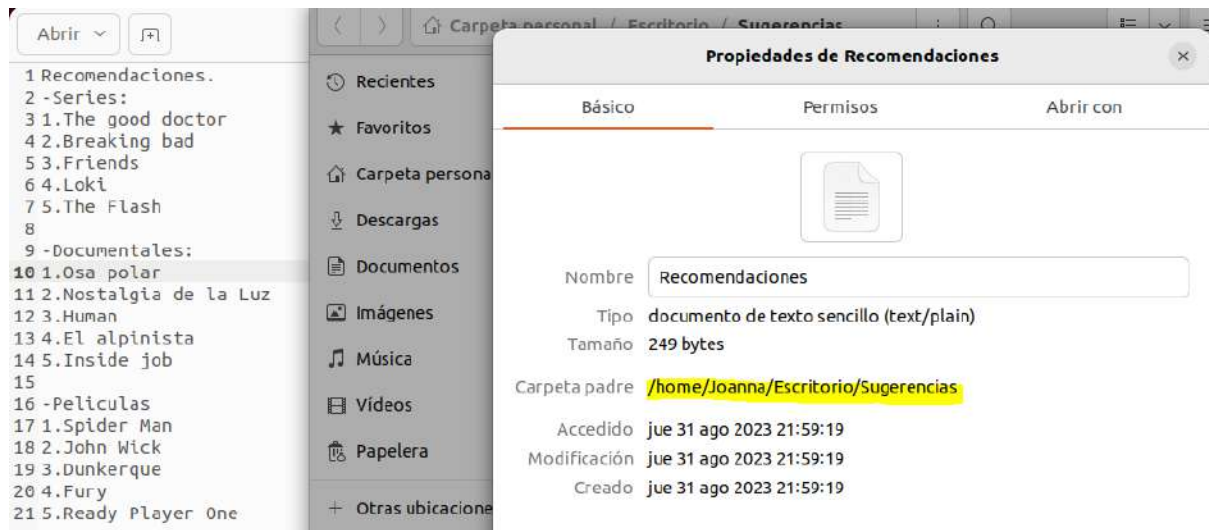 Abrir
1 Recomendaciones.
2 -Series:
3 1.The good doctor
4 2.Breaking bad
5 3.Friends
6 4.Loki
7 5.The Flash
8
9 -Documentales:
10 1.Osa polar
11 2.Nostalgia de la Luz
12 3.Human
13 4.El alpinista
14 5.Inside job
15
16 -Peliculas
17 1.Spider Man
18 2.John Wick
19 3.Dunkerque
20 4.Fury
21 5.Ready Player One
Carpeta personal / Escritorio / Sugerencias
Recientes
Favoritos
Carpeta persona
Descargas
Documentos
Imágenes
Música
Vídeos
Papelera
+ Otras ubicacione
Propiedades de Recomendaciones
Básico Permisos Abrir con
Nombre Recomendaciones
Tipo documento de texto sencillo (text/plain)
Tamaño 249 bytes
Carpeta padre /home/Joanna/Escritorio/Sugerencias
Accedido jue 31 ago 2023 21:59:19
Modificación jue 31 ago 2023 21:59:19
Creado jue 31 ago 2023 21:59:19